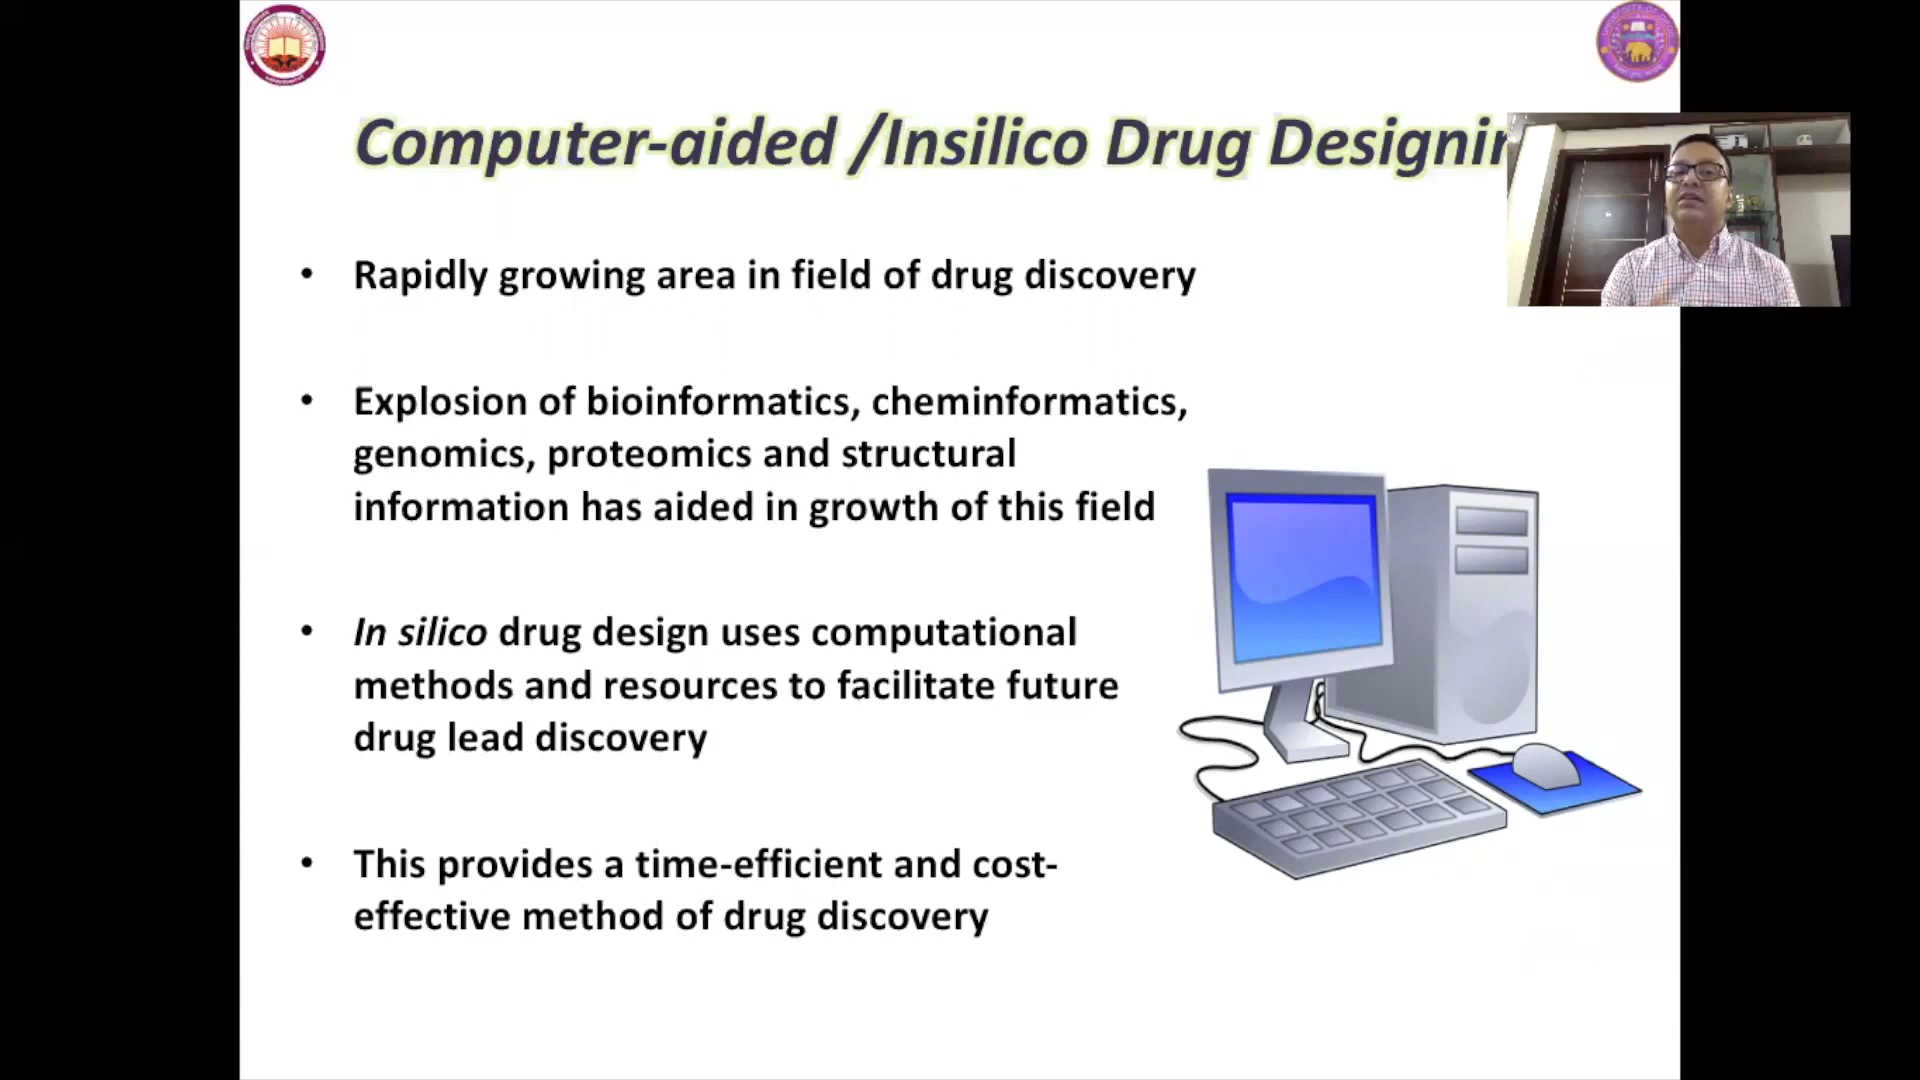 Computer-aided /Insilico Drug Designin
• Rapidly growing area in field of drug discovery
• Explosion of bioinformatics, cheminformatics,
genomics, proteomics and structural
information has aided in growth of this field
• In silico drug design uses computational
methods and resources to facilitate future
drug lead discovery
• This provides a time-efficient and cost-
effective method of drug discovery